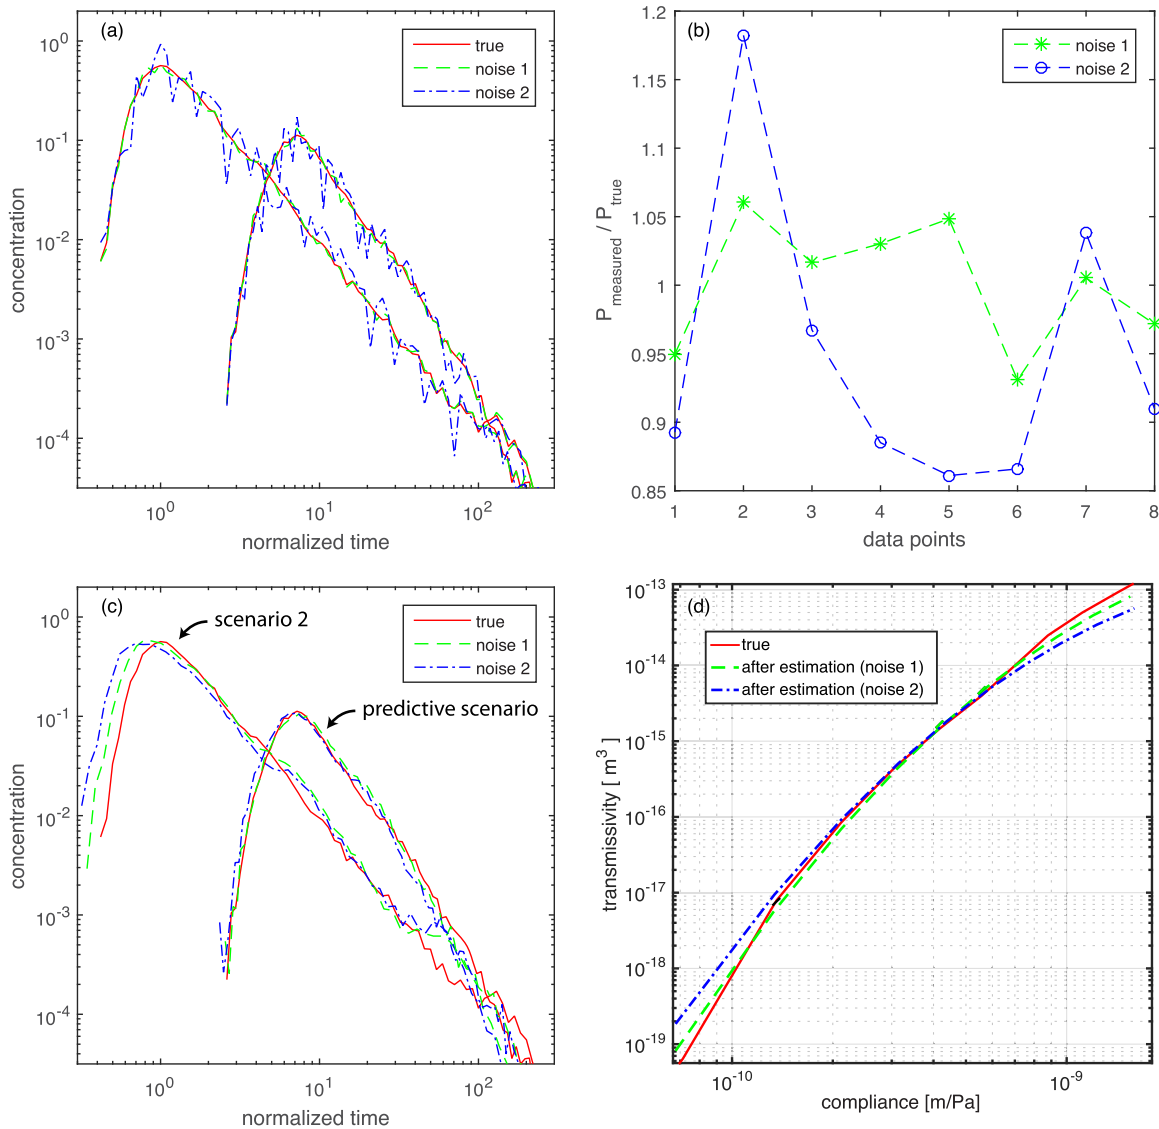 (a)
true
noise 1
noise 2
10^0
10^-1
10^-2
10^-3
10^-4
concentration
10^0 10^1 10^2
normalized time
(b)
noise 1
noise 2
1.2
1.15
1.1
1.05
1
0.95
0.9
0.85
P_measured / P_true
1 2 3 4 5 6 7 8
data points
(c)
scenario 2
predictive scenario
true
noise 1
noise 2
10^0
10^-1
10^-2
10^-3
10^-4
concentration
10^0 10^1 10^2
normalized time
(d)
true
after estimation (noise 1)
after estimation (noise 2)
10^-13
10^-14
10^-15
10^-16
10^-17
10^-18
10^-19
transmissivity [ m^3 ]
10^-10 10^-9
compliance [m/Pa]